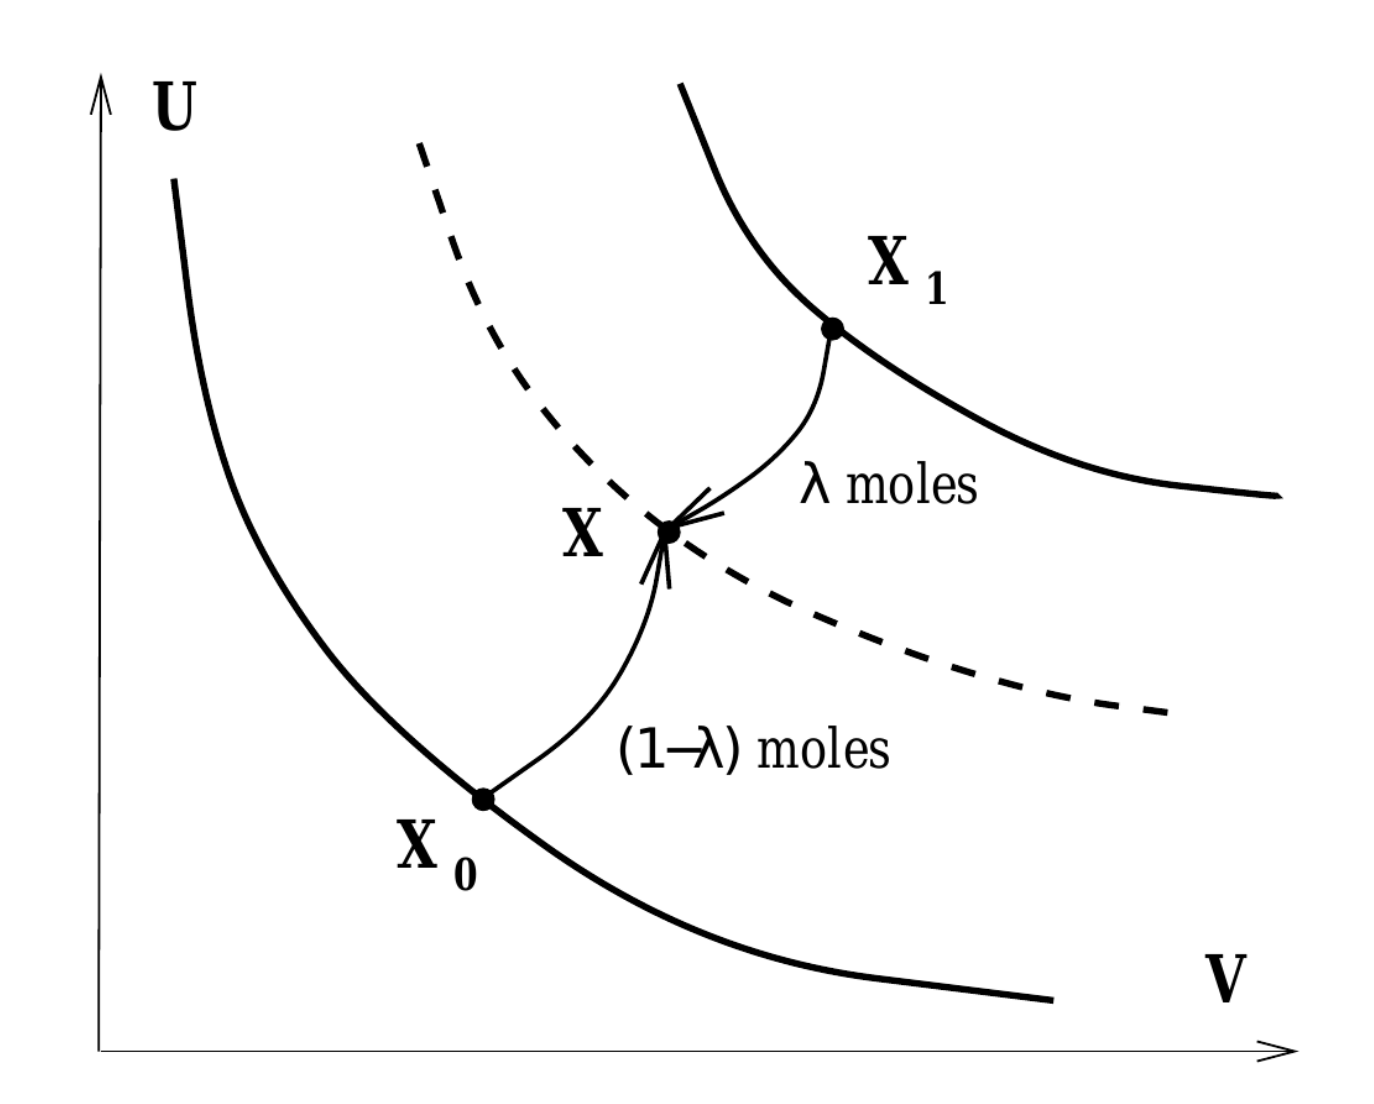 U
X 1
λ moles
X
(1–λ) moles
X 0
V